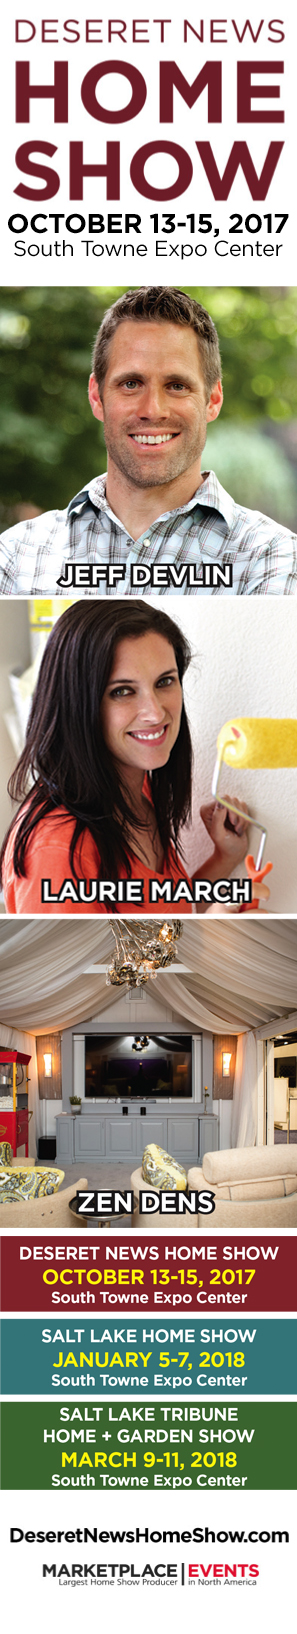 DESERET NEWS
HOME
SHOW
OCTOBER 13-15, 2017
South Towne Expo Center
JEFF DEVLIN
LAURIE MARCH
ZEN DENS
DESERET NEWS HOME SHOW
OCTOBER 13-15, 2017
South Towne Expo Center
SALT LAKE HOME SHOW
JANUARY 5-7, 2018
South Towne Expo Center
SALT LAKE TRIBUNE
HOME + GARDEN SHOW
MARCH 9-11, 2018
South Towne Expo Center
DeseretNewsHomeShow.com
MARKETPLACE | EVENTS
Largest Home Show Producer | in North America